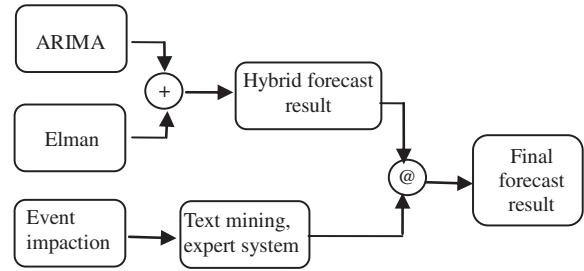 ARIMA
+
Elman
Hybrid forecast
result
@
Event
impaction
Text mining,
expert system
Final
forecast
result